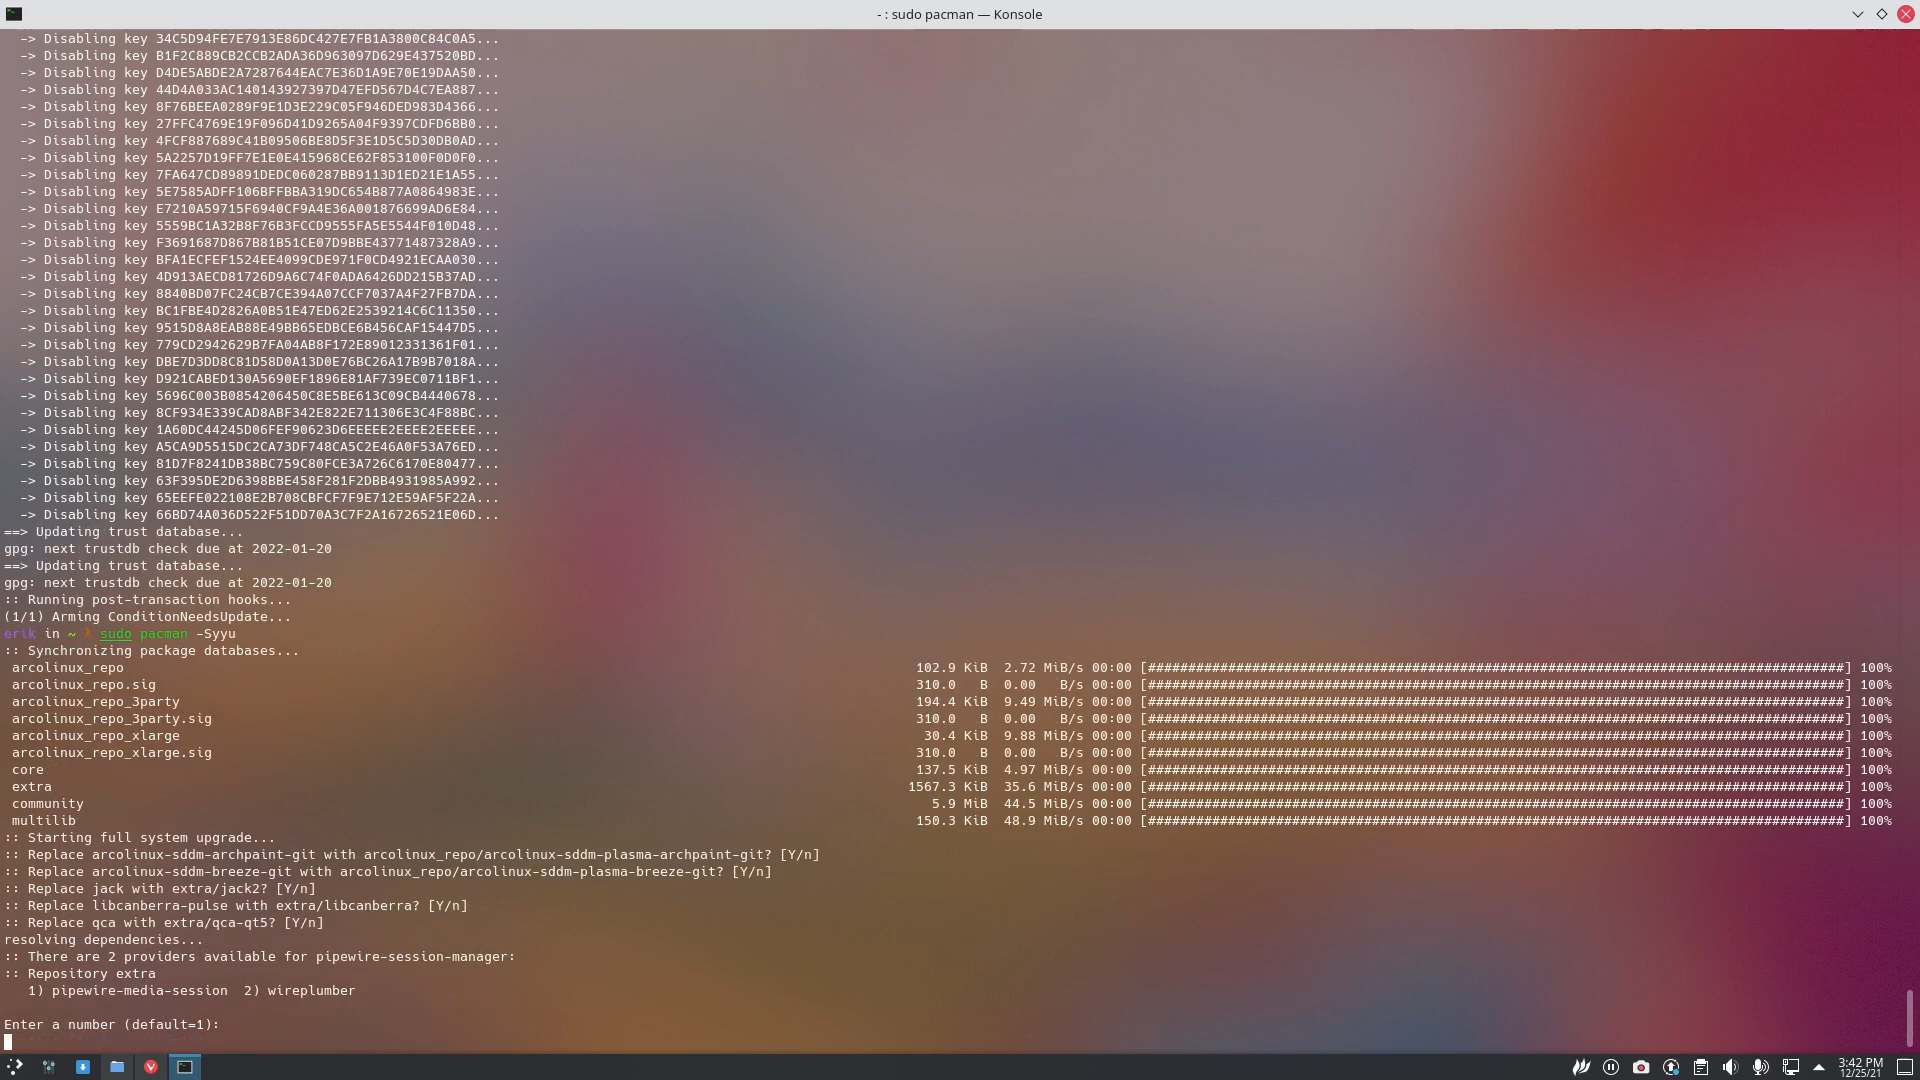 - : sudo pacman — Konsole
-> Disabling key 34C5D94FE7E7913E86DC427E7FB1A3800C84C0A5...
-> Disabling key B1F2C889CB2CCB2ADA36D963097D629E437520BD...
-> Disabling key D4DE5ABDE2A7287644EAC7E36D1A9E70E19DAA50...
-> Disabling key 44D4A033AC140143927397D47EFD567D4C7EA887...
-> Disabling key 8F76BEEA0289F9E1D3E229C05F946DED983D4366...
-> Disabling key 27FFC4769E19F096D41D9265A04F9397CDFD6BB0...
-> Disabling key 4FCF887689C41B09506BE8D5F3E1D5C5D30DB0AD...
-> Disabling key 5A2257D19FF7E1E0E415968CE62F853100F0D0F0...
-> Disabling key 7FA647CD89891DEDC060287BB9113D1ED21E1A55...
-> Disabling key 5E7585ADFF106BFFBBA319DC654B877A0864983E...
-> Disabling key E7210A59715F6940CF9A4E36A001876699AD6E84...
-> Disabling key 5559BC1A32B8F76B3FCCD9555FA5E5544F010D48...
-> Disabling key F3691687D867B81B51CE07D9BBE43771487328A9...
-> Disabling key BFA1ECFEF1524EE4099CDE971F0CD4921ECAA030...
-> Disabling key 4D913AECD81726D9A6C74F0ADA6426DD215B37AD...
-> Disabling key 8840BD07FC24CB7CE394A07CCF7037A4F27FB7DA...
-> Disabling key BC1FBE4D2826A0B51E47ED62E2539214C6C11350...
-> Disabling key 9515D8A8EAB88E49BB65EDBCE6B456CAF15447D5...
-> Disabling key 779CD2942629B7FA04AB8F172E89012331361F01...
-> Disabling key DBE7D3DD8C81D58D0A13D0E76BC26A17B9B7018A...
-> Disabling key D921CABED130A5690EF1896E81AF739EC0711BF1...
-> Disabling key 5696C003B0854206450C8E5BE613C09CB4440678...
-> Disabling key 8CF934E339CAD8ABF342E822E711306E3C4F88BC...
-> Disabling key 1A60DC44245D06FEF90623D6EEEEE2EEEE2EEEEE...
-> Disabling key A5CA9D5515DC2CA73DF748CA5C2E46A0F53A76ED...
-> Disabling key 81D7F8241DB38BC759C80FCE3A726C6170E80477...
-> Disabling key 63F395DE2D6398BBE458F281F2DBB4931985A992...
-> Disabling key 65EEFE022108E2B708CBFCF7F9E712E59AF5F22A...
-> Disabling key 66BD74A036D522F51DD70A3C7F2A16726521E06D...
==> Updating trust database...
gpg: next trustdb check due at 2022-01-20
==> Updating trust database...
gpg: next trustdb check due at 2022-01-20
:: Running post-transaction hooks...
(1/1) Arming ConditionNeedsUpdate...
erik in ~ λ sudo pacman -Syyu
:: Synchronizing package databases...
arcolinux_repo 102.9 KiB 2.72 MiB/s 00:00 [#######################################################################################] 100%
arcolinux_repo.sig 310.0 B 0.00 B/s 00:00 [#######################################################################################] 100%
arcolinux_repo_3party 194.4 KiB 9.49 MiB/s 00:00 [#######################################################################################] 100%
arcolinux_repo_3party.sig 310.0 B 0.00 B/s 00:00 [#######################################################################################] 100%
arcolinux_repo_xlarge 30.4 KiB 9.88 MiB/s 00:00 [#######################################################################################] 100%
arcolinux_repo_xlarge.sig 310.0 B 0.00 B/s 00:00 [#######################################################################################] 100%
core 137.5 KiB 4.97 MiB/s 00:00 [#######################################################################################] 100%
extra 1567.3 KiB 35.6 MiB/s 00:00 [#######################################################################################] 100%
community 5.9 MiB 44.5 MiB/s 00:00 [#######################################################################################] 100%
multilib 150.3 KiB 48.9 MiB/s 00:00 [#######################################################################################] 100%
:: Starting full system upgrade...
:: Replace arcolinux-sddm-archpaint-git with arcolinux_repo/arcolinux-sddm-plasma-archpaint-git? [Y/n]
:: Replace arcolinux-sddm-breeze-git with arcolinux_repo/arcolinux-sddm-plasma-breeze-git? [Y/n]
:: Replace jack with extra/jack2? [Y/n]
:: Replace libcanberra-pulse with extra/libcanberra? [Y/n]
:: Replace qca with extra/qca-qt5? [Y/n]
resolving dependencies...
:: There are 2 providers available for pipewire-session-manager:
:: Repository extra
1) pipewire-media-session 2) wireplumber
Enter a number (default=1):
3:42 PM
12/25/21